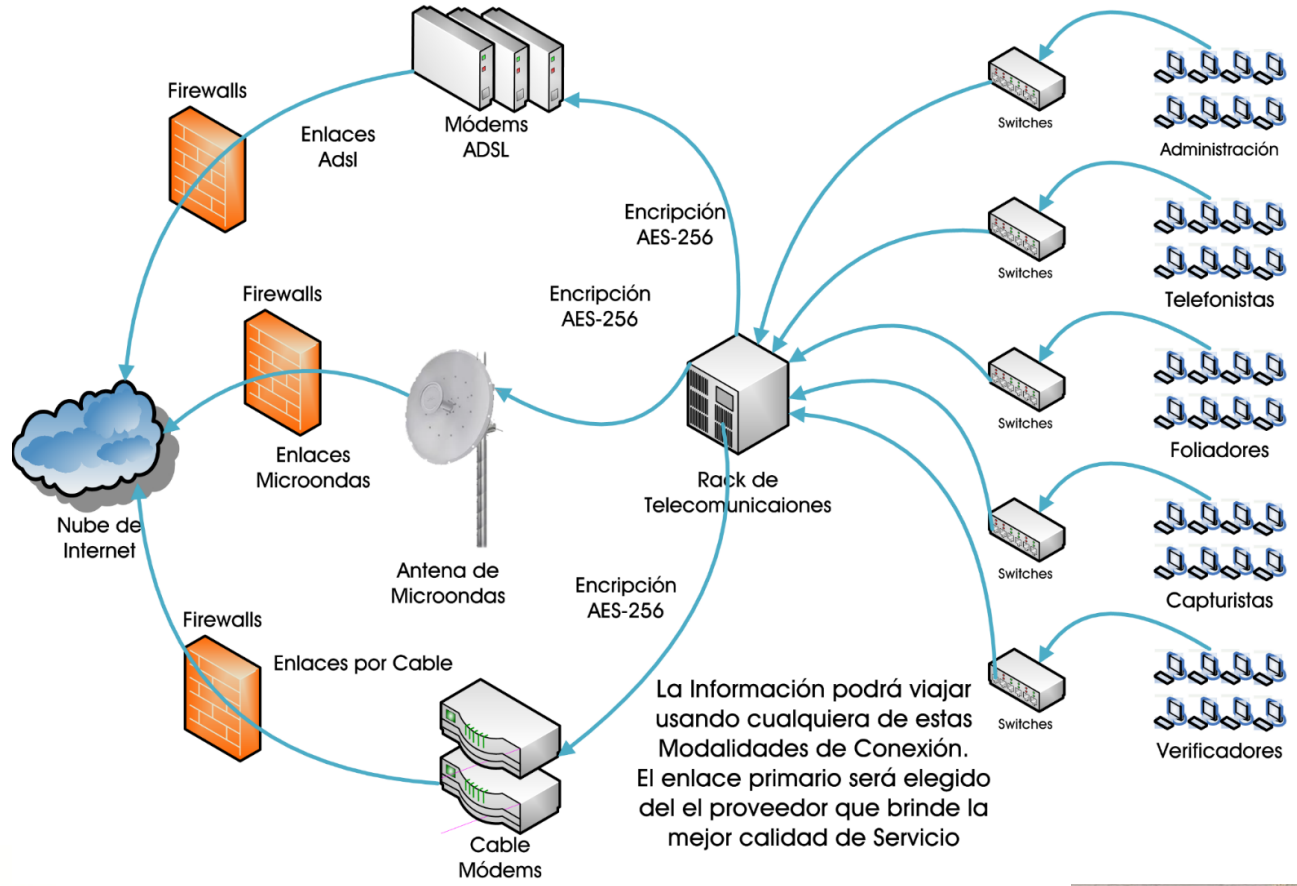 Firewalls
Enlaces
Adsl
Módems
ADSL
Encripción
AES-256
Switches
Administración
Switches
Telefonistas
Firewalls
Encripción
AES-256
Enlaces
Microondas
Nube de
Internet
Antena de
Microondas
Rack de
Telecomunicaiones
Switches
Foliadores
Switches
Capturistas
Encripción
AES-256
Firewalls
Enlaces por Cable
Cable
Módems
Switches
Verificadores
La Información podrá viajar
usando cualquiera de estas
Modalidades de Conexión.
El enlace primario será elegido
del el proveedor que brinde la
mejor calidad de Servicio